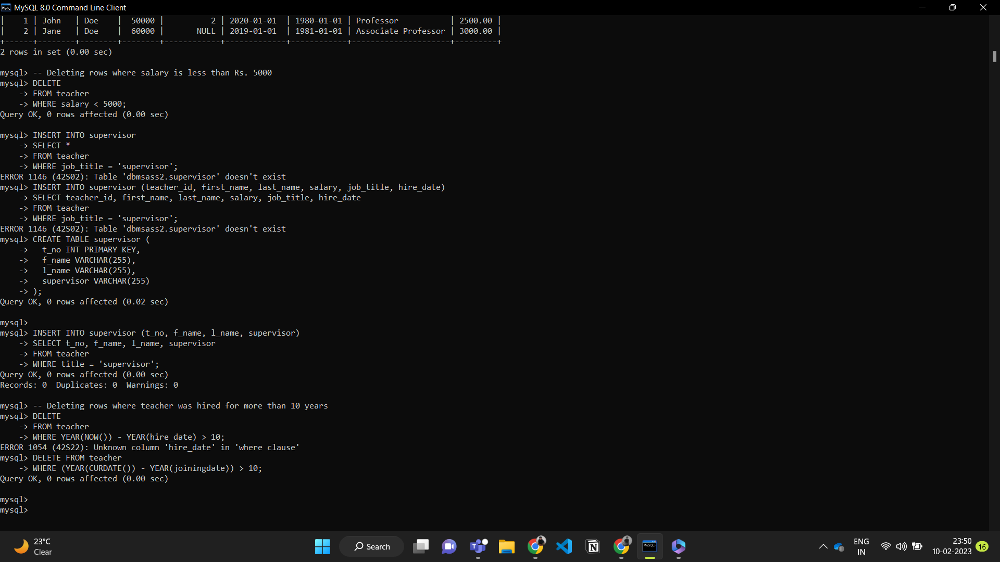 MySQL 8.0 Command Line Client
|    1 | John   | Doe    |  50000 |          2 | 2020-01-01  | 1980-01-01 | Professor           | 2500.00 |
|    2 | Jane   | Doe    |  60000 |       NULL | 2019-01-01  | 1981-01-01 | Associate Professor | 3000.00 |
+------+--------+--------+--------+------------+-------------+------------+---------------------+---------+
2 rows in set (0.00 sec)
mysql> -- Deleting rows where salary is less than Rs. 5000
mysql> DELETE
    -> FROM teacher
    -> WHERE salary < 5000;
Query OK, 0 rows affected (0.00 sec)
mysql> INSERT INTO supervisor
    -> SELECT *
    -> FROM teacher
    -> WHERE job_title = 'supervisor';
ERROR 1146 (42S02): Table 'dbmsass2.supervisor' doesn't exist
mysql> INSERT INTO supervisor (teacher_id, first_name, last_name, salary, job_title, hire_date)
    -> SELECT teacher_id, first_name, last_name, salary, job_title, hire_date
    -> FROM teacher
    -> WHERE job_title = 'supervisor';
ERROR 1146 (42S02): Table 'dbmsass2.supervisor' doesn't exist
mysql> CREATE TABLE supervisor (
    ->   t_no INT PRIMARY KEY,
    ->   f_name VARCHAR(255),
    ->   l_name VARCHAR(255),
    ->   supervisor VARCHAR(255)
    -> );
Query OK, 0 rows affected (0.02 sec)
mysql>
mysql> INSERT INTO supervisor (t_no, f_name, l_name, supervisor)
    -> SELECT t_no, f_name, l_name, supervisor
    -> FROM teacher
    -> WHERE title = 'supervisor';
Query OK, 0 rows affected (0.00 sec)
Records: 0  Duplicates: 0  Warnings: 0
mysql> -- Deleting rows where teacher was hired for more than 10 years
mysql> DELETE
    -> FROM teacher
    -> WHERE YEAR(NOW()) - YEAR(hire_date) > 10;
ERROR 1054 (42S22): Unknown column 'hire_date' in 'where clause'
mysql> DELETE FROM teacher
    -> WHERE (YEAR(CURDATE()) - YEAR(joiningdate)) > 10;
Query OK, 0 rows affected (0.00 sec)
mysql>
mysql>
23°C
Clear
Search
MySQL
ENG
IN
23:50
10-02-2023
16